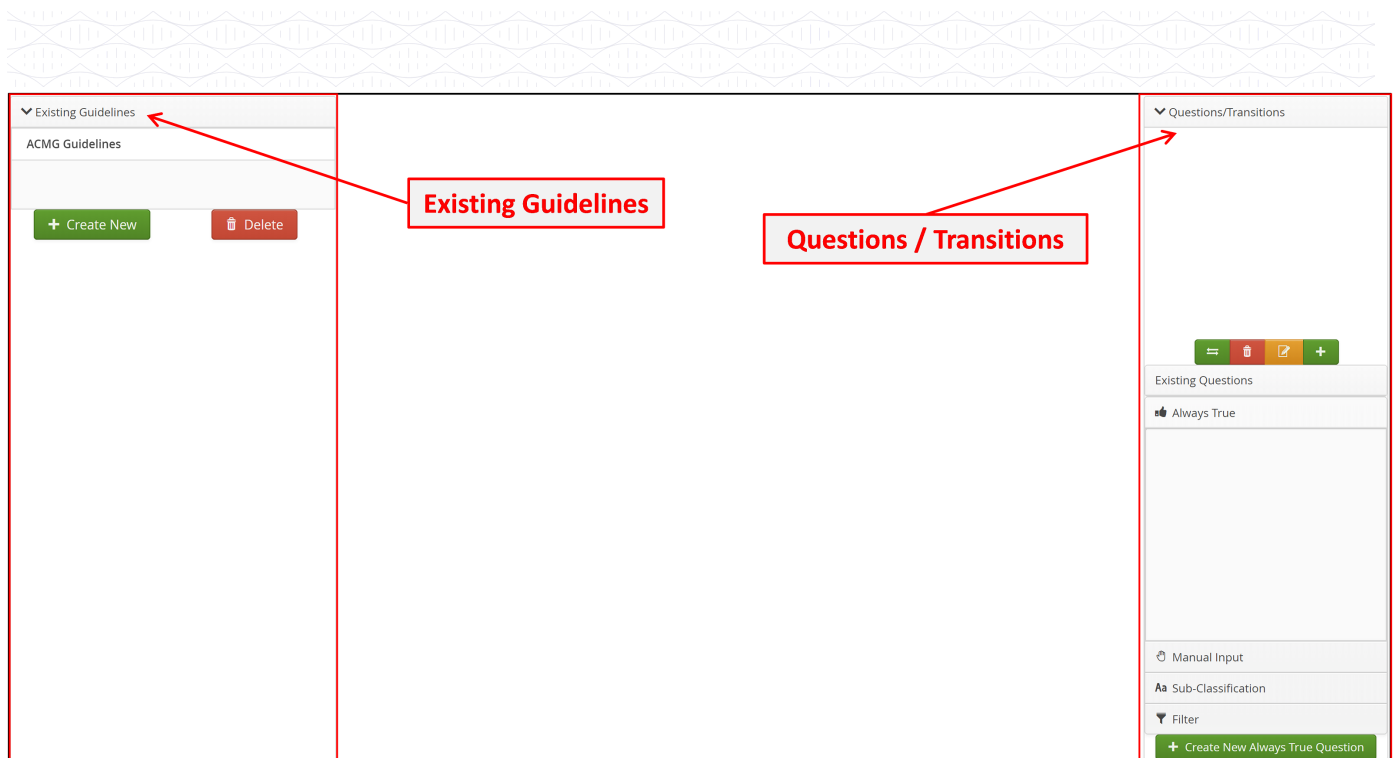 Existing Guidelines
ACMG Guidelines
+ Create New
Delete
Existing Guidelines
Questions / Transitions
Questions/Transitions
+
Existing Questions
Always True
Manual Input
Aa Sub-Classification
Filter
+ Create New Always True Question